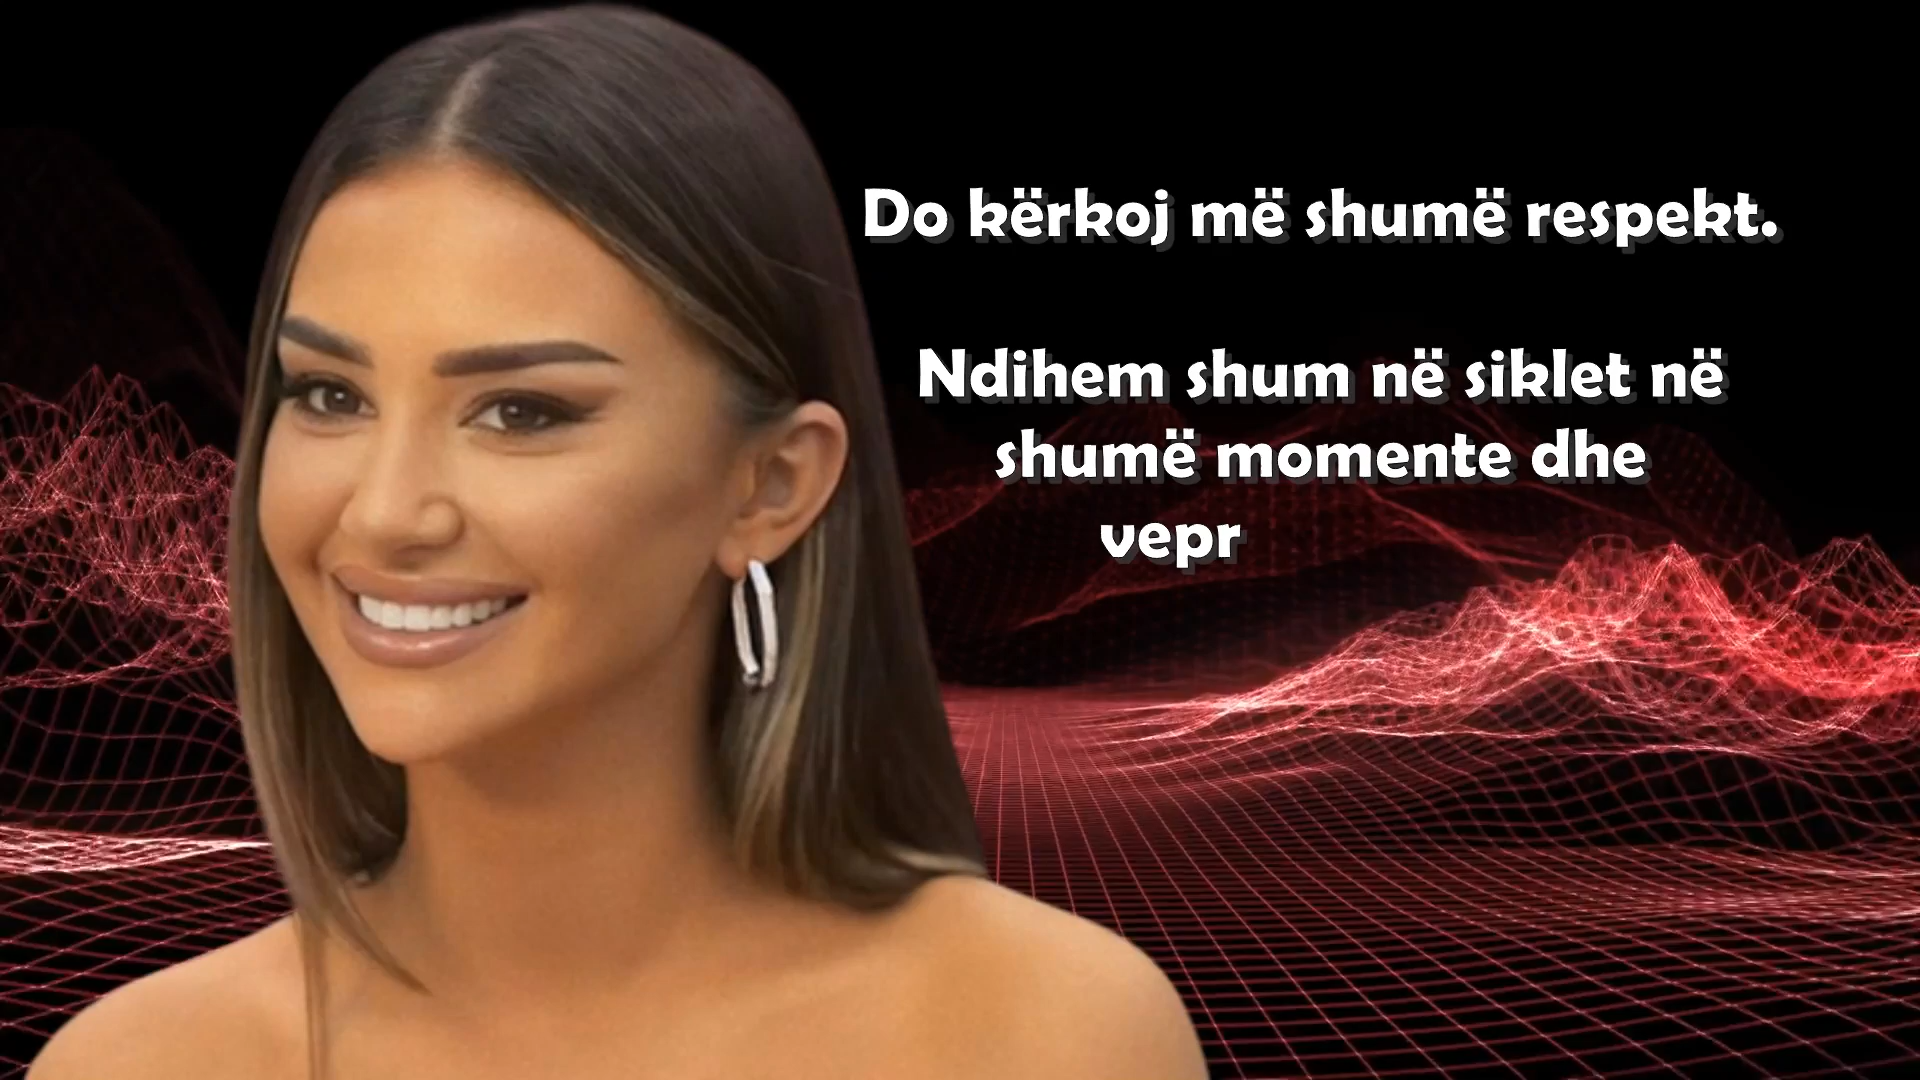 Do kërkoj më shumë respekt.
Ndihem shum në siklet në
shumë momente dhe
vepr